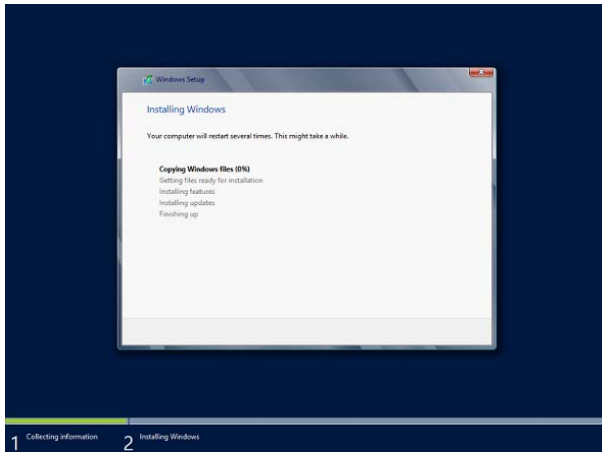 Windows Setup
Installing Windows
Your computer will restart several times. This might take a while.
Copying Windows files (0%)
Getting files ready for installation
Installing features
Installing updates
Finishing up
1 Collecting information
2 Installing Windows